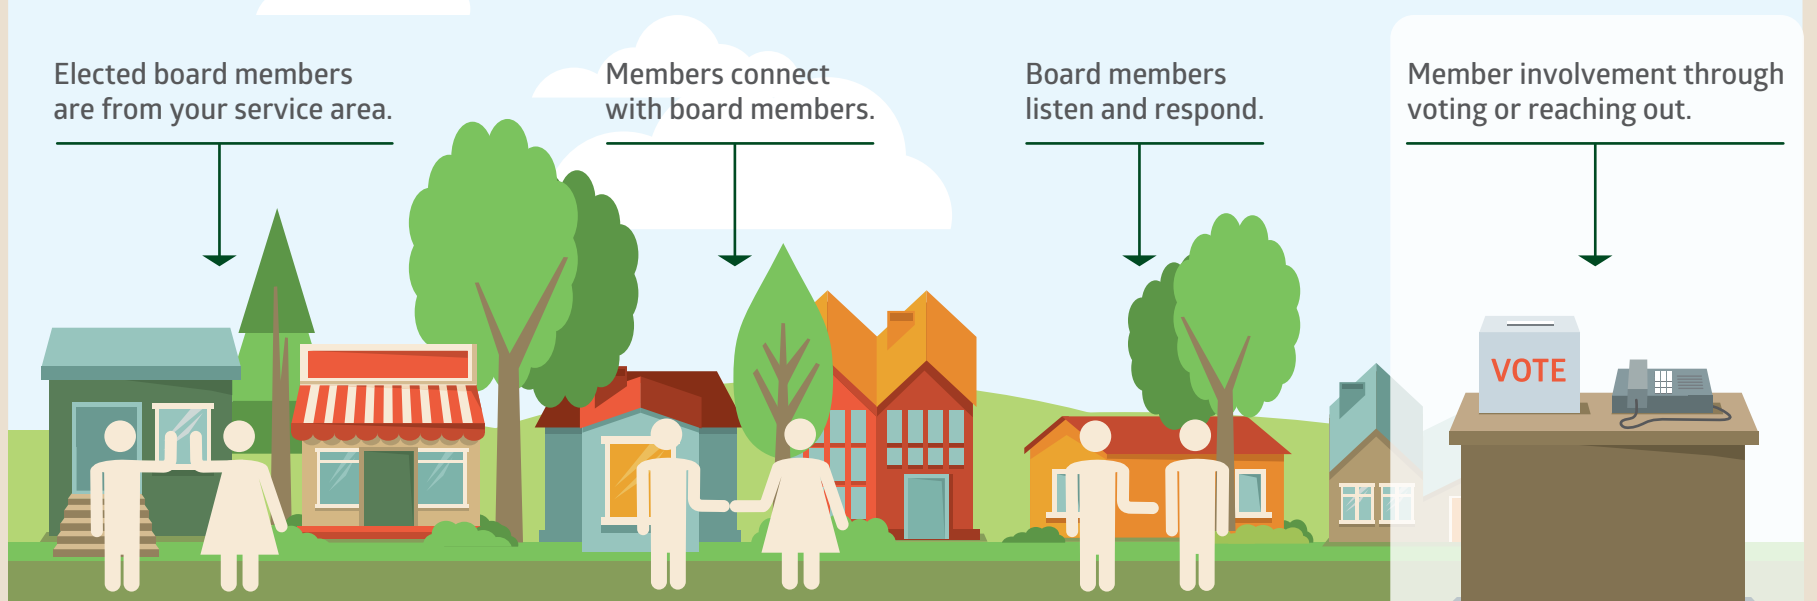 Elected board members
are from your service area.
Members connect
with board members.
Board members
listen and respond.
Member involvement through
voting or reaching out.
VOTE